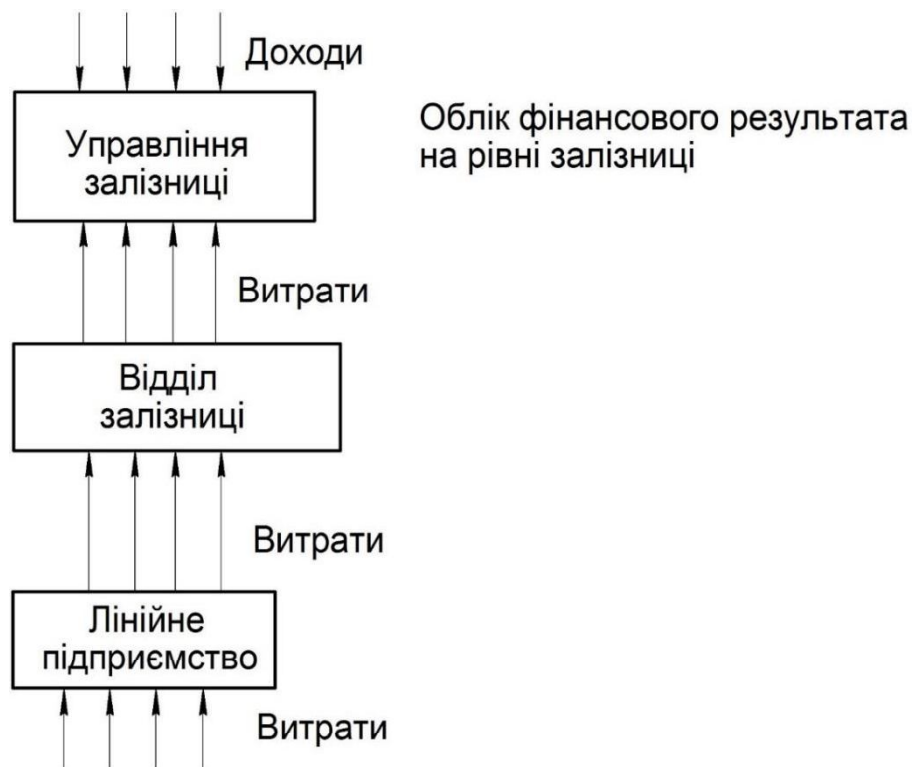 Доходи
Управління
залізниці
Облік фінансового результата
на рівні залізниці
Витрати
Відділ
залізниці
Витрати
Лінійне
підприємство
Витрати